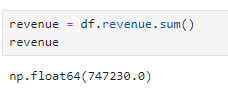 revenue = df.revenue.sum()
revenue
np.float64(747230.0)